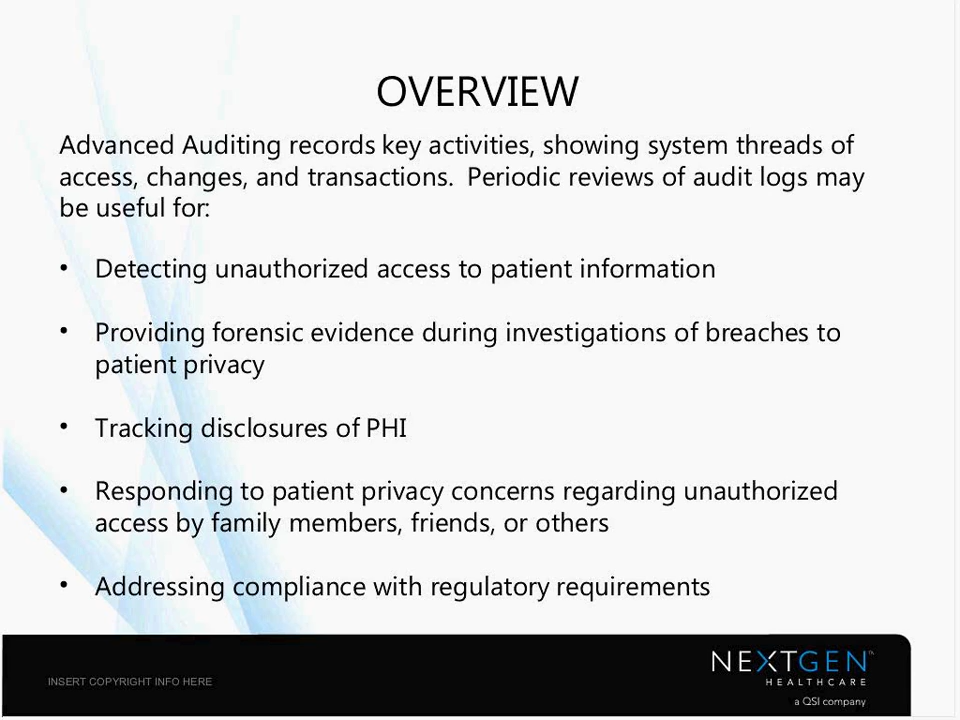 OVERVIEW
Advanced Auditing records key activities, showing system threads of
access, changes, and transactions.  Periodic reviews of audit logs may
be useful for:
• Detecting unauthorized access to patient information
• Providing forensic evidence during investigations of breaches to
patient privacy
• Tracking disclosures of PHI
• Responding to patient privacy concerns regarding unauthorized
access by family members, friends, or others
• Addressing compliance with regulatory requirements
INSERT COPYRIGHT INFO HERE
NEXTGEN™
HEALTHCARE
a QSI company